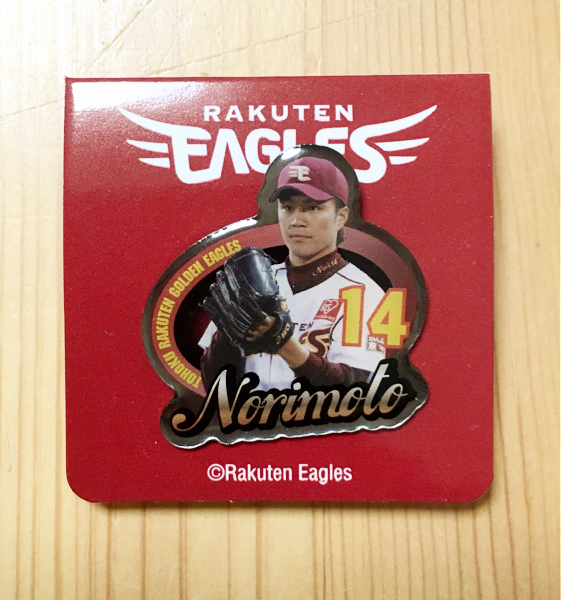 RAKUTEN
EAGLES
TOHOKU RAKUTEN GOLDEN EAGLES
14
Norimoto
©Rakuten Eagles